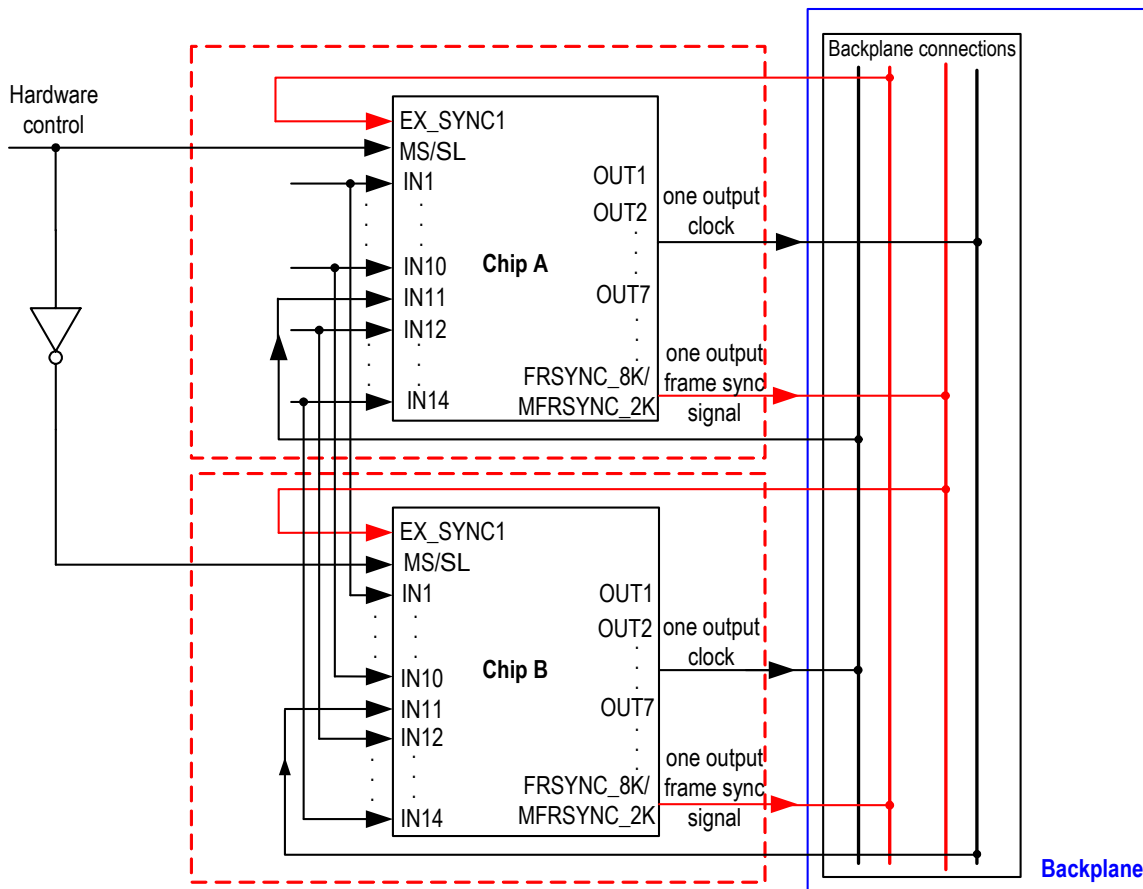 Backplane connections
Hardware
control
EX_SYNC1
MS/SL
IN1
IN10
IN11
IN12
IN14
Chip A
OUT1
OUT2
OUT7
FRSYNC_8K/
MFRSYNC_2K
one output
clock
one output
frame sync
signal
EX_SYNC1
MS/SL
IN1
IN10
IN11
IN12
IN14
Chip B
OUT1
OUT2
OUT7
FRSYNC_8K/
MFRSYNC_2K
one output
clock
one output
frame sync
signal
Backplane